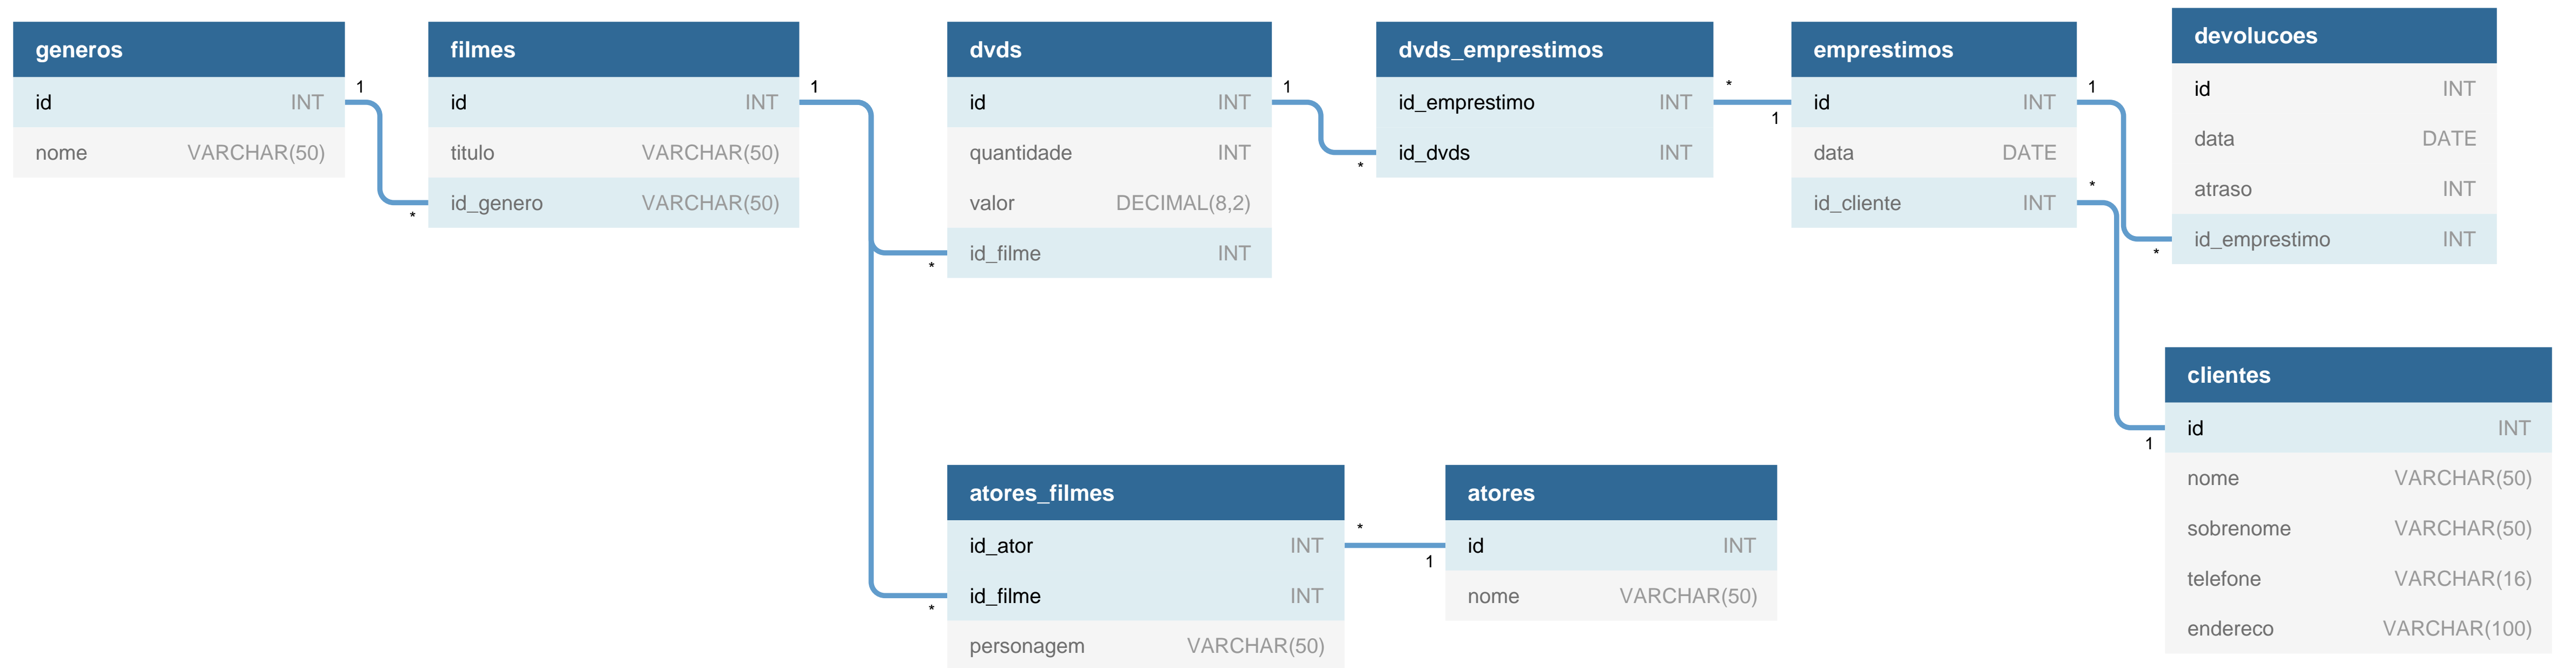 generos
id INT
nome VARCHAR(50)
1
*
filmes
id INT
titulo VARCHAR(50)
id_genero VARCHAR(50)
1
*
*
dvds
id INT
quantidade INT
valor DECIMAL(8,2)
id_filme INT
1
*
dvds_emprestimos
id_emprestimo INT
id_dvds INT
*
1
emprestimos
id INT
data DATE
id_cliente INT
1
*
*
1
devolucoes
id INT
data DATE
atraso INT
id_emprestimo INT
clientes
id INT
nome VARCHAR(50)
sobrenome VARCHAR(50)
telefone VARCHAR(16)
endereco VARCHAR(100)
atores_filmes
id_ator INT
id_filme INT
personagem VARCHAR(50)
*
1
atores
id INT
nome VARCHAR(50)